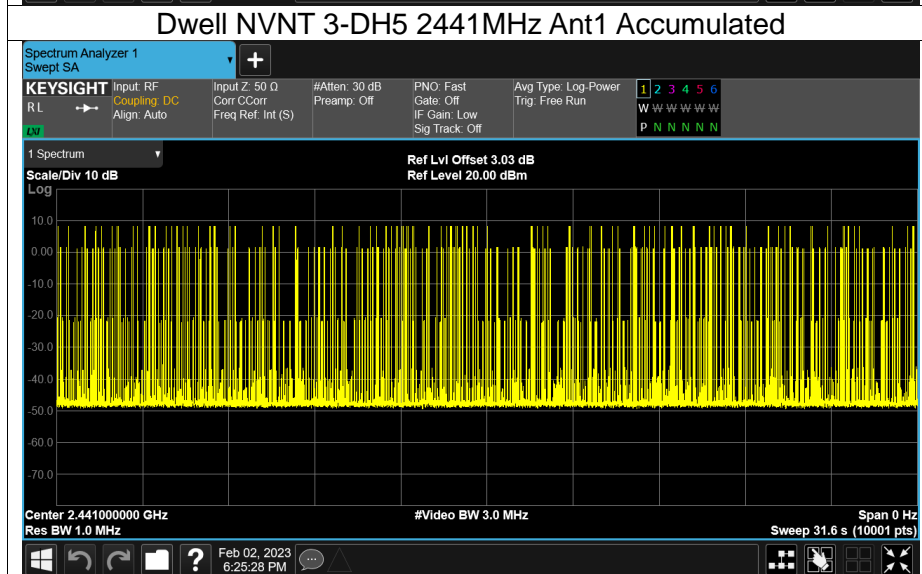 Dwell NVNT 3-DH5 2441MHz Ant1 Accumulated
Spectrum Analyzer 1
Swept SA
+
KEYSIGHT
R L
LXI
Input: RF
Coupling: DC
Align: Auto
Input Z: 50 Ω
Corr CCorr
Freq Ref: Int (S)
#Atten: 30 dB
Preamp: Off
PNO: Fast
Gate: Off
IF Gain: Low
Sig Track: Off
Avg Type: Log-Power
Trig: Free Run
1 2 3 4 5 6
W W W W W W
P N N N N N
1 Spectrum
Scale/Div 10 dB
Ref Lvl Offset 3.03 dB
Ref Level 20.00 dBm
Log
10.0
0.00
-10.0
-20.0
-30.0
-40.0
-50.0
-60.0
-70.0
Center 2.441000000 GHz
#Video BW 3.0 MHz
Span 0 Hz
Res BW 1.0 MHz
Sweep 31.6 s (10001 pts)
?
Feb 02, 2023
6:25:28 PM